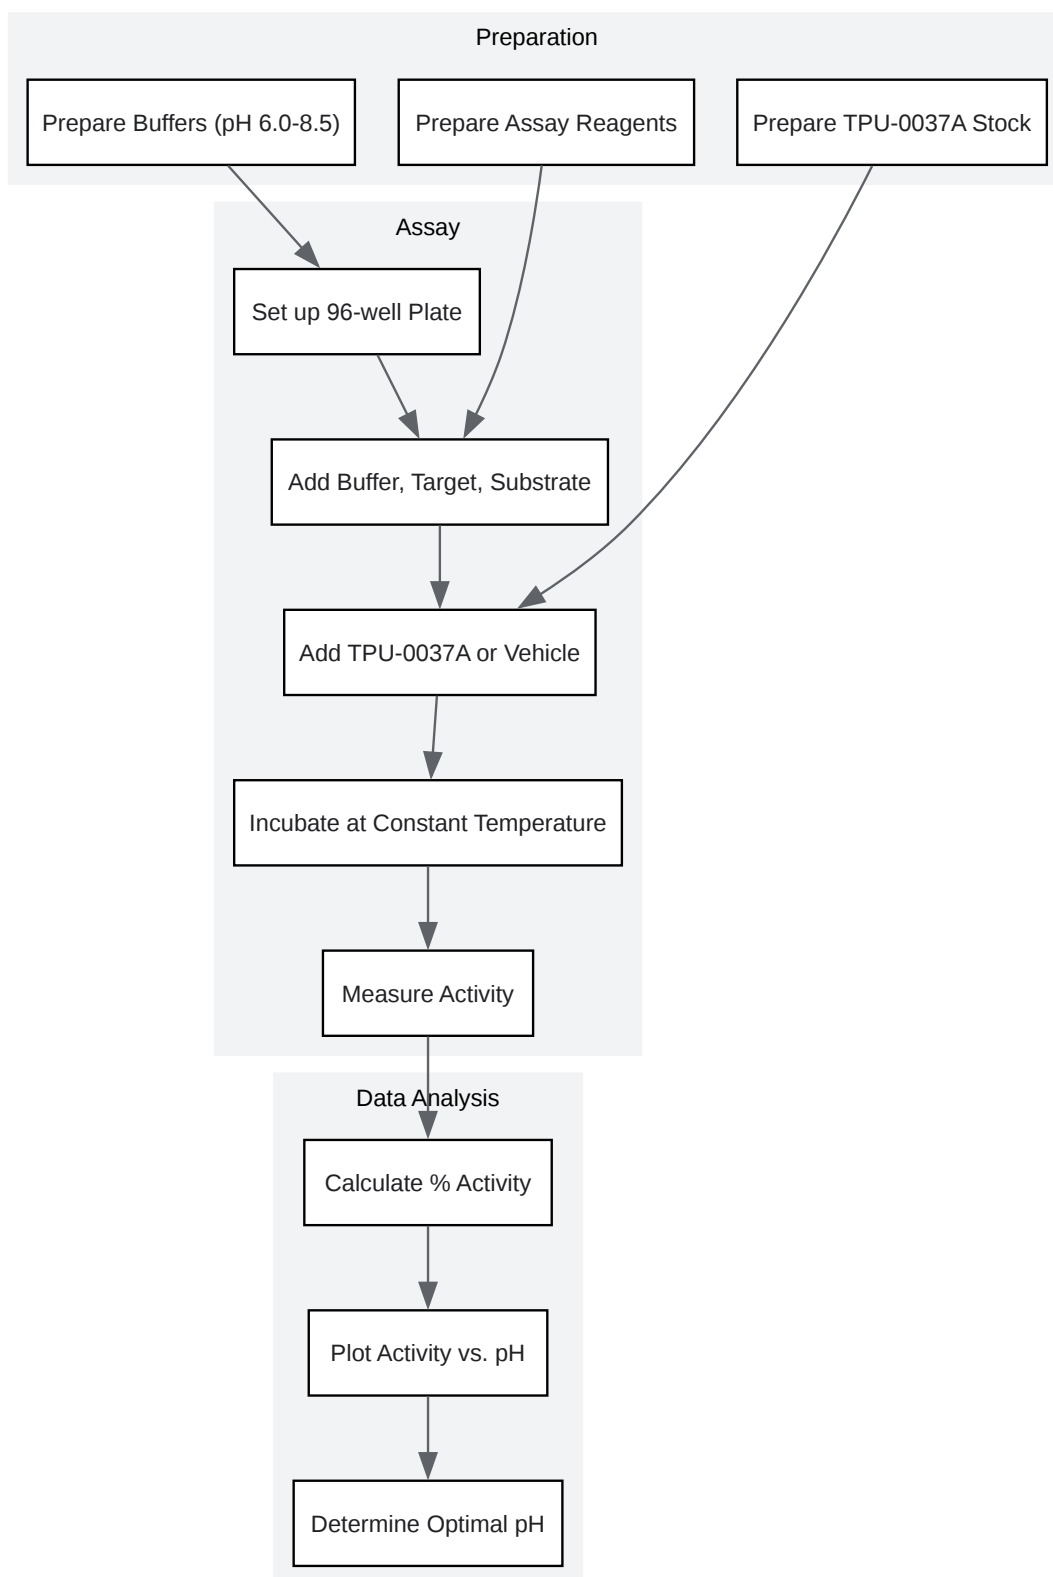 Preparation
Prepare Buffers (pH 6.0-8.5)
Prepare Assay Reagents
Prepare TPU-0037A Stock
Assay
Set up 96-well Plate
Add Buffer, Target, Substrate
Add TPU-0037A or Vehicle
Incubate at Constant Temperature
Measure Activity
Data Analysis
Calculate % Activity
Plot Activity vs. pH
Determine Optimal pH